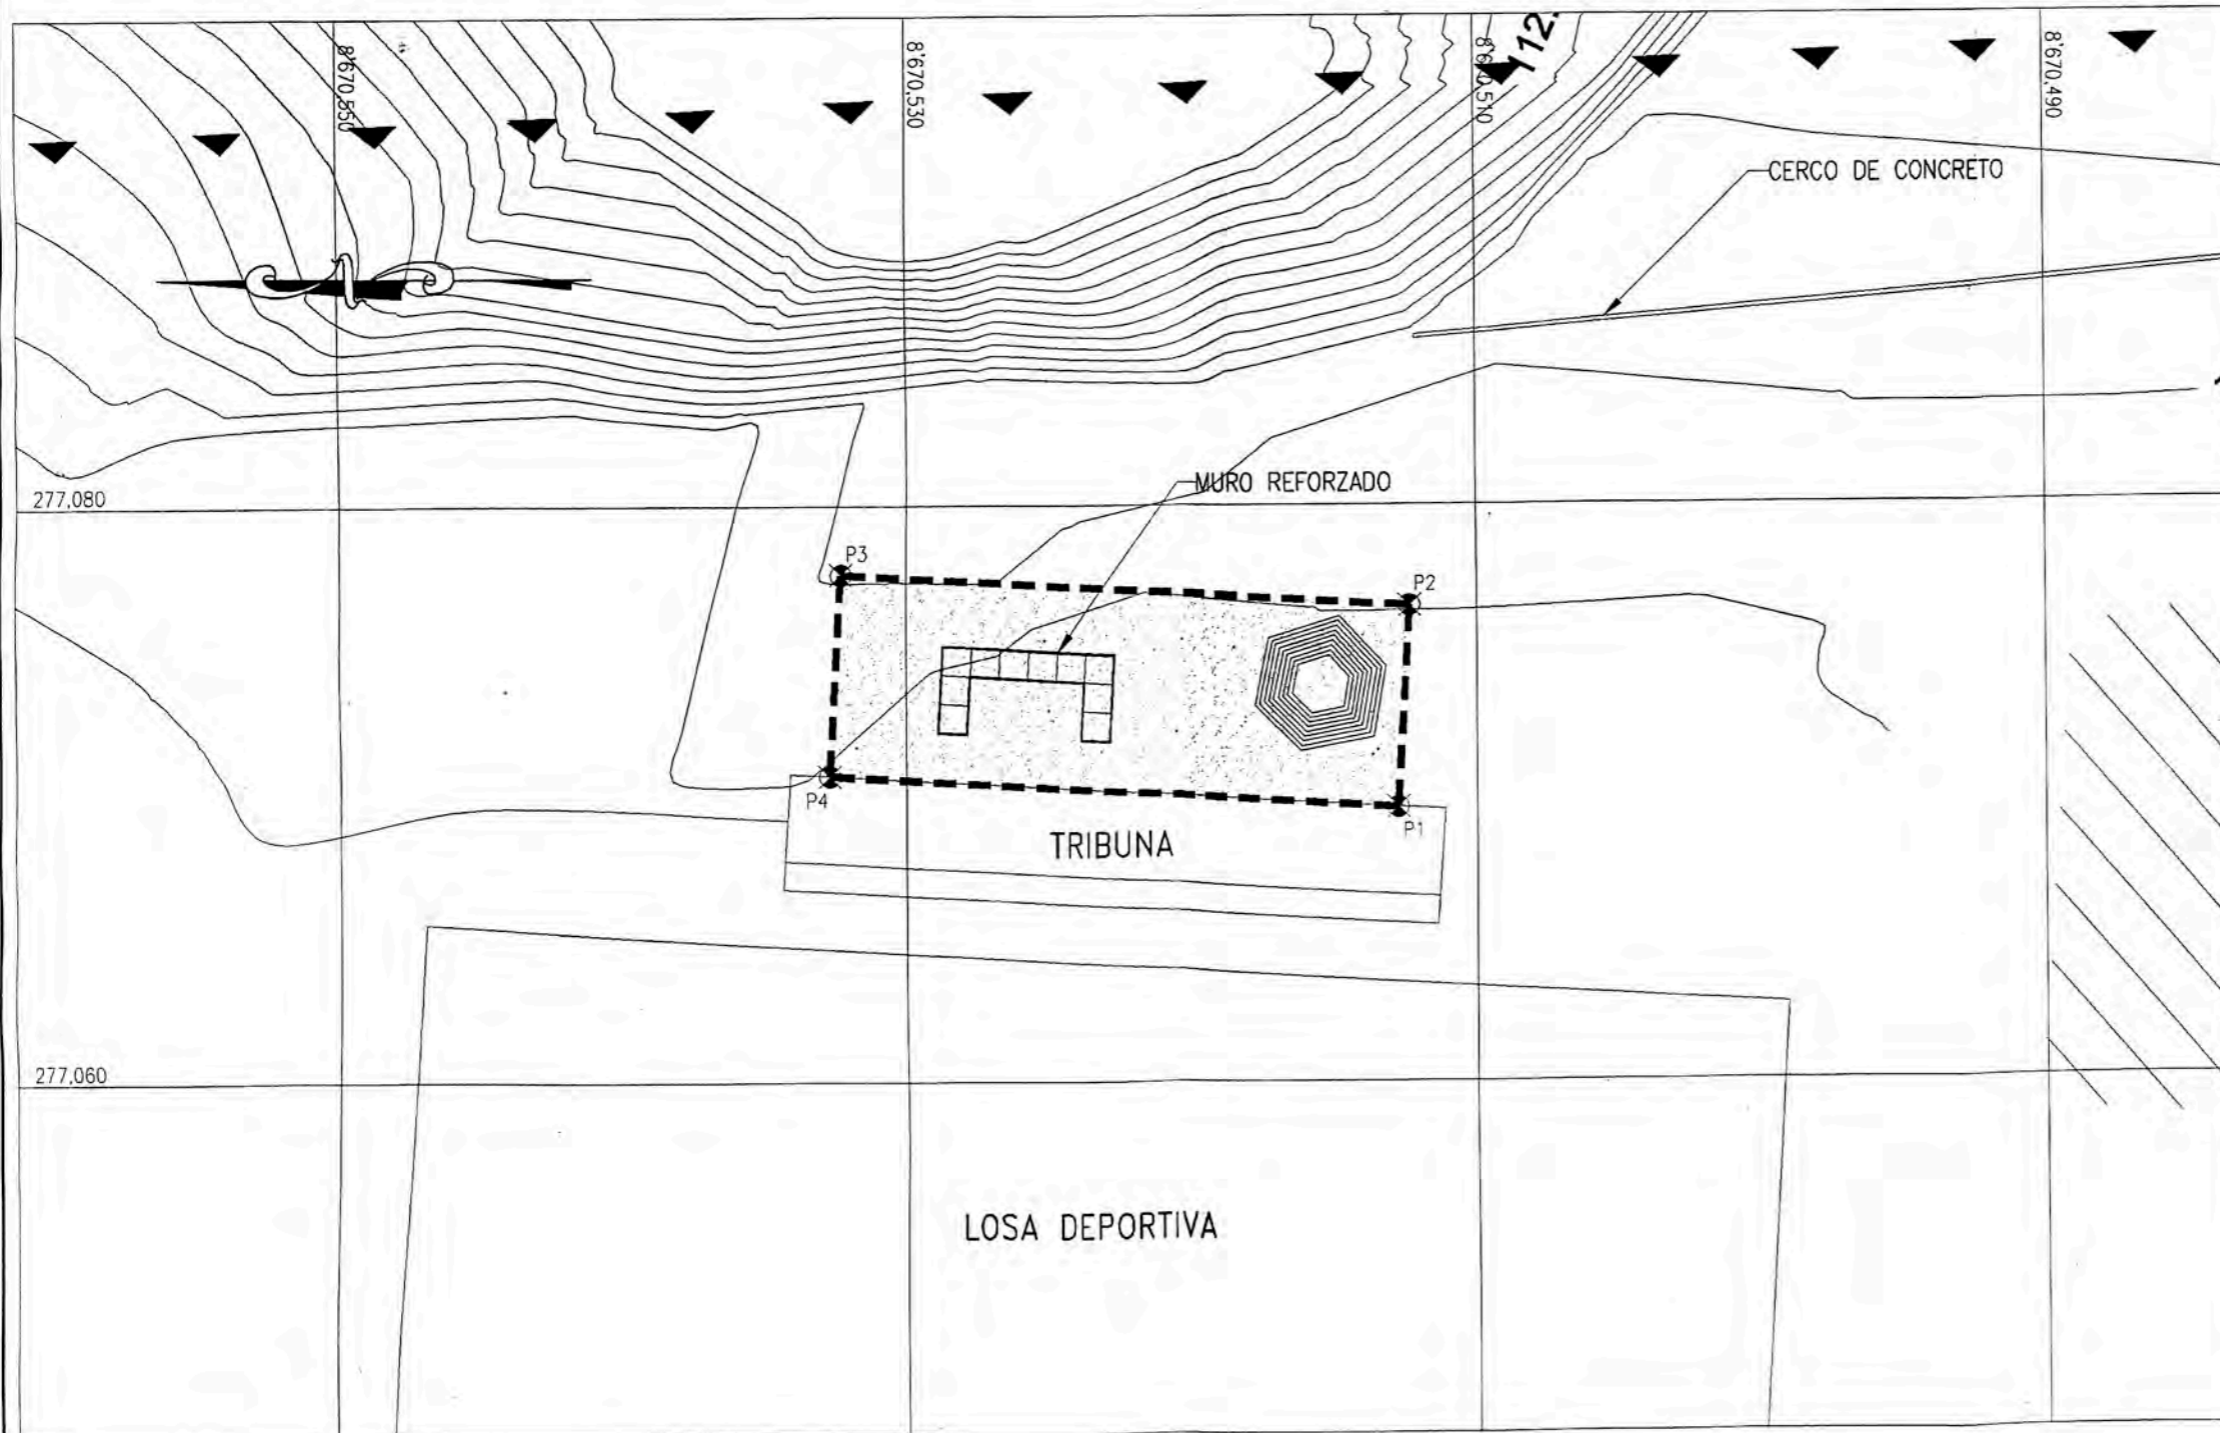 8'670,550
8'670,530
8'670,510
112.
8'670,490
CERCO DE CONCRETO
277,080
MURO REFORZADO
P3
P2
P4
P1
TRIBUNA
277,060
LOSA DEPORTIVA